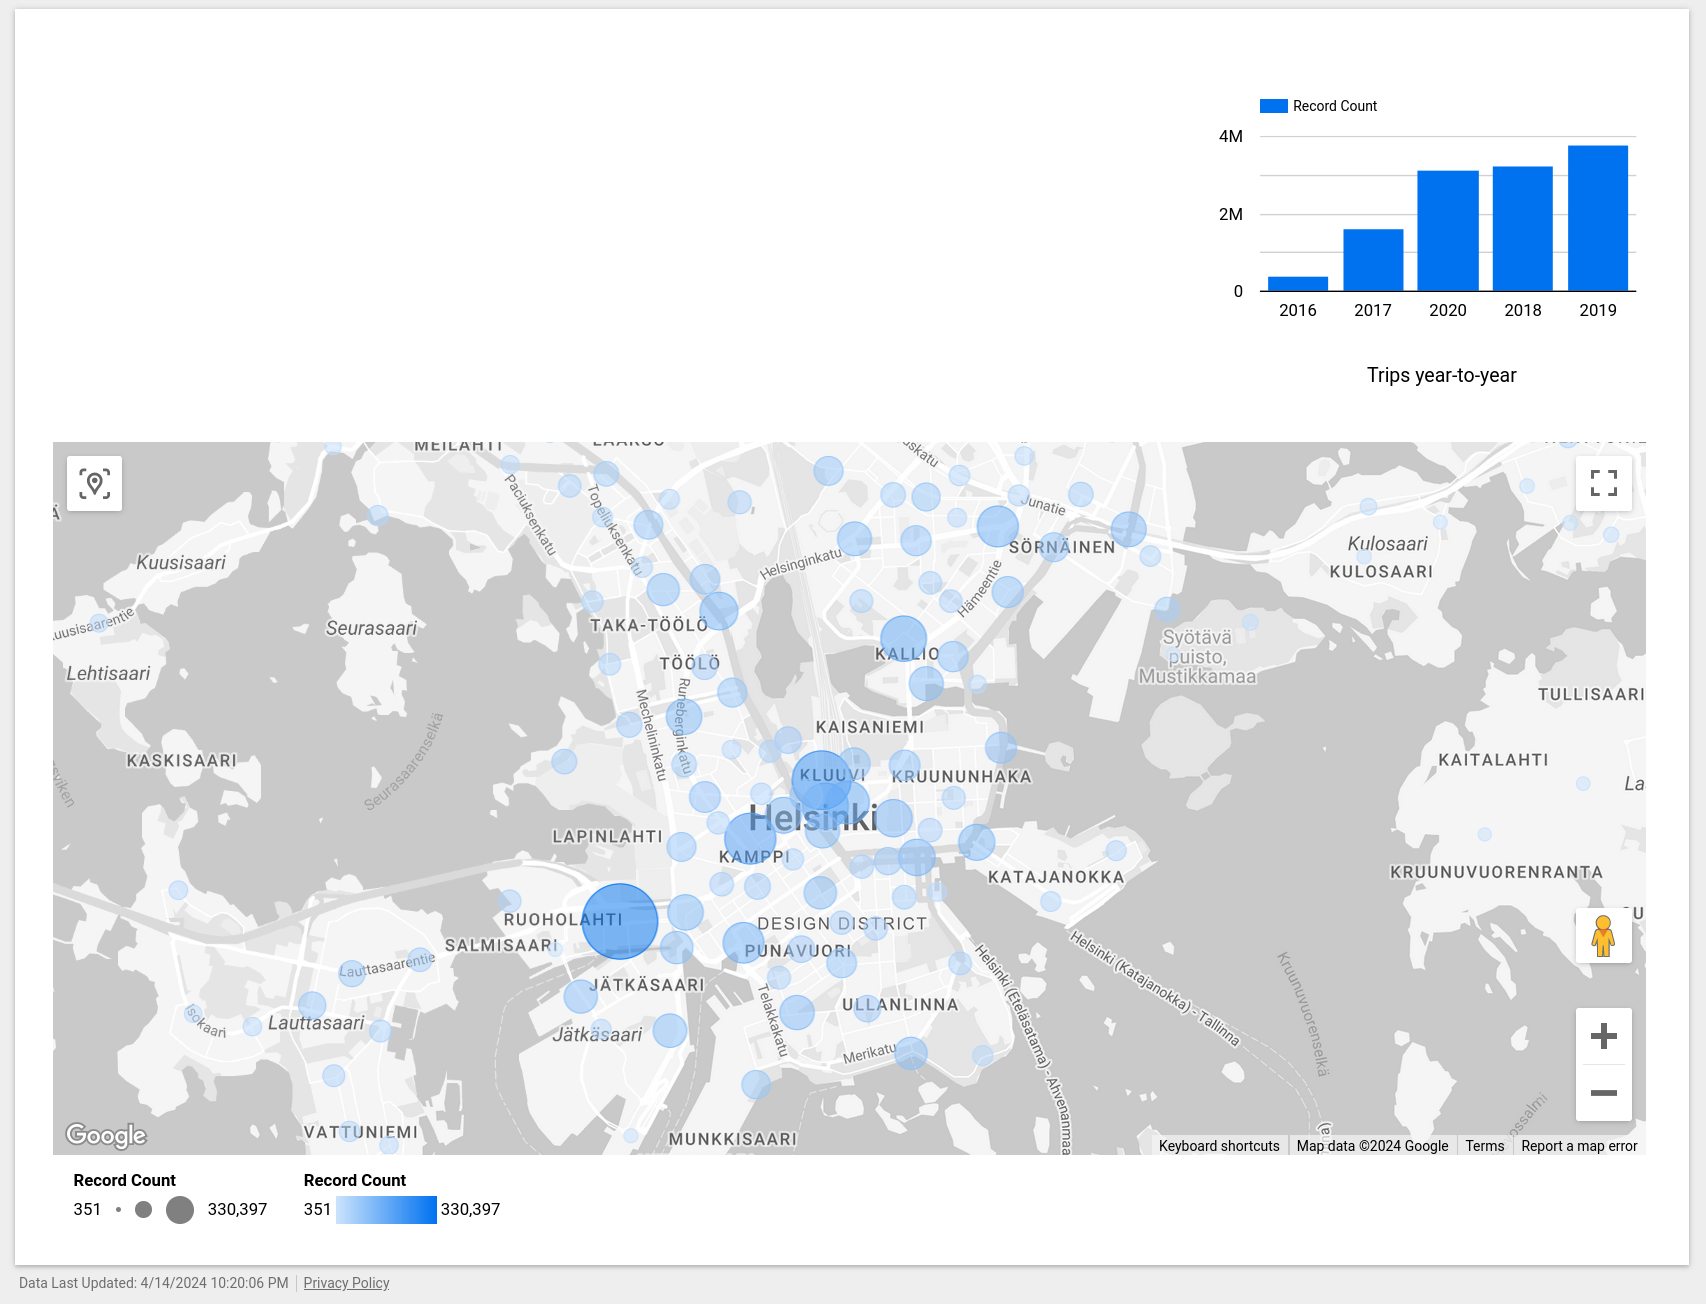 Record Count
4M
2M
0
2016 2017 2020 2018 2019
Trips year-to-year
MEILAHTI
Paciuksenkatu
Topeliuksenkatu
Junatie
Kuusisaari
Helsinginkatu
SÖRNÄINEN
Kulosaari
KULOSAARI
Hämeentie
Seurasaari
TAKA-TÖÖLÖ
Syötävä
puisto,
Mustikkamaa
KALLIO
TÖÖLÖ
Lehtisaari
TULLISAARI
Mechelininkatu
Runeberginkatu
KAISANIEMI
KASKISAARI
Seurasaarenselkä
KAITALAHTI
KLUUVI
KRUUNUNHAKA
Helsinki
LAPINLAHTI
KAMPPI
KATAJANOKKA
KRUUNUVUORENRANTA
RUOHOLAHTI
DESIGN DISTRICT
SALMISAARI
PUNAVUORI
Lauttasaarentie
Helsinki (Katajanokka) - Tallinna
Helsinki (Eteläsatama) - Ahvenanmaa
Kruunuvuorenselkä
JÄTKÄSAARI
ULLANLINNA
Telakkakatu
Isokaari
Lauttasaari
Jätkäsaari
Merikatu
VATTUNIEMI
MUNKKISAARI
Google
Keyboard shortcuts Map data ©2024 Google Terms Report a map error
Record Count
351 330,397
Record Count
351 330,397
Data Last Updated: 4/14/2024 10:20:06 PM Privacy Policy